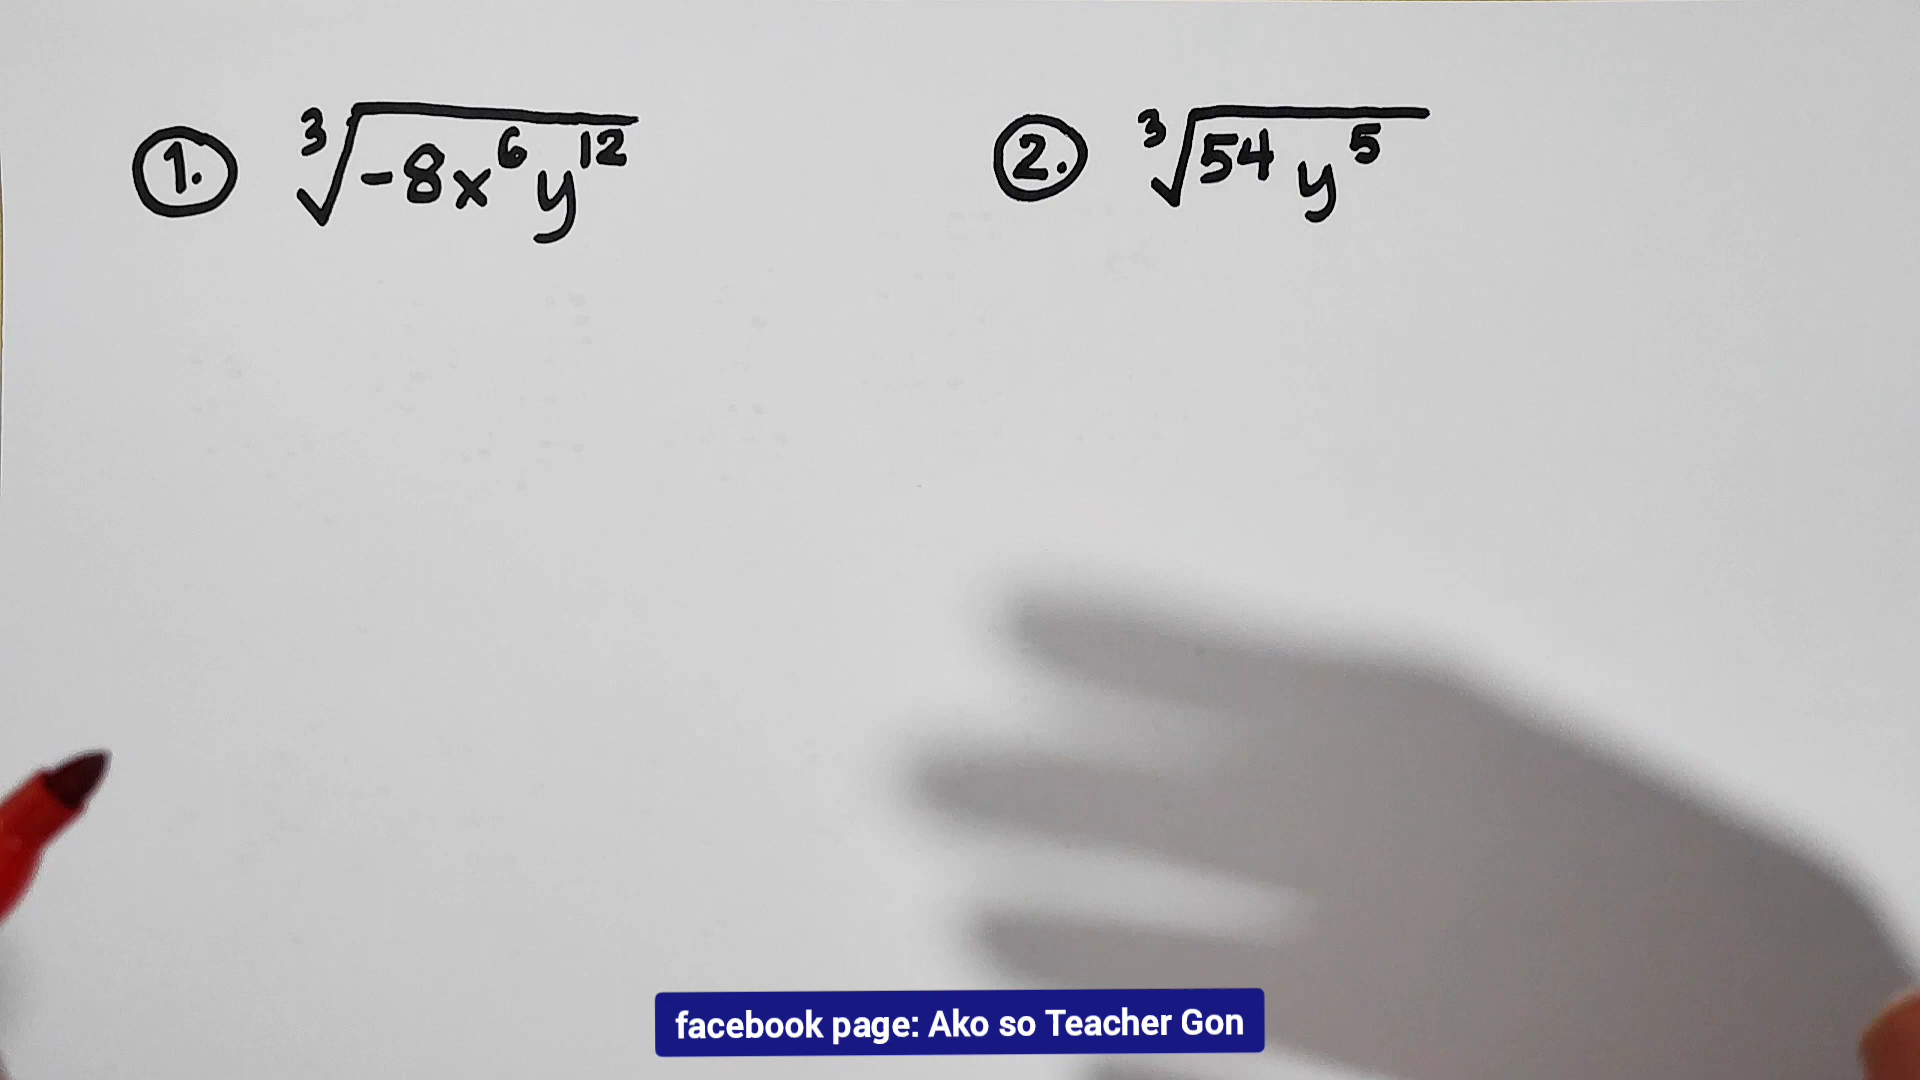 1. ∛-8x⁶y¹²
2. ∛54y⁵
facebook page: Ako so Teacher Gon